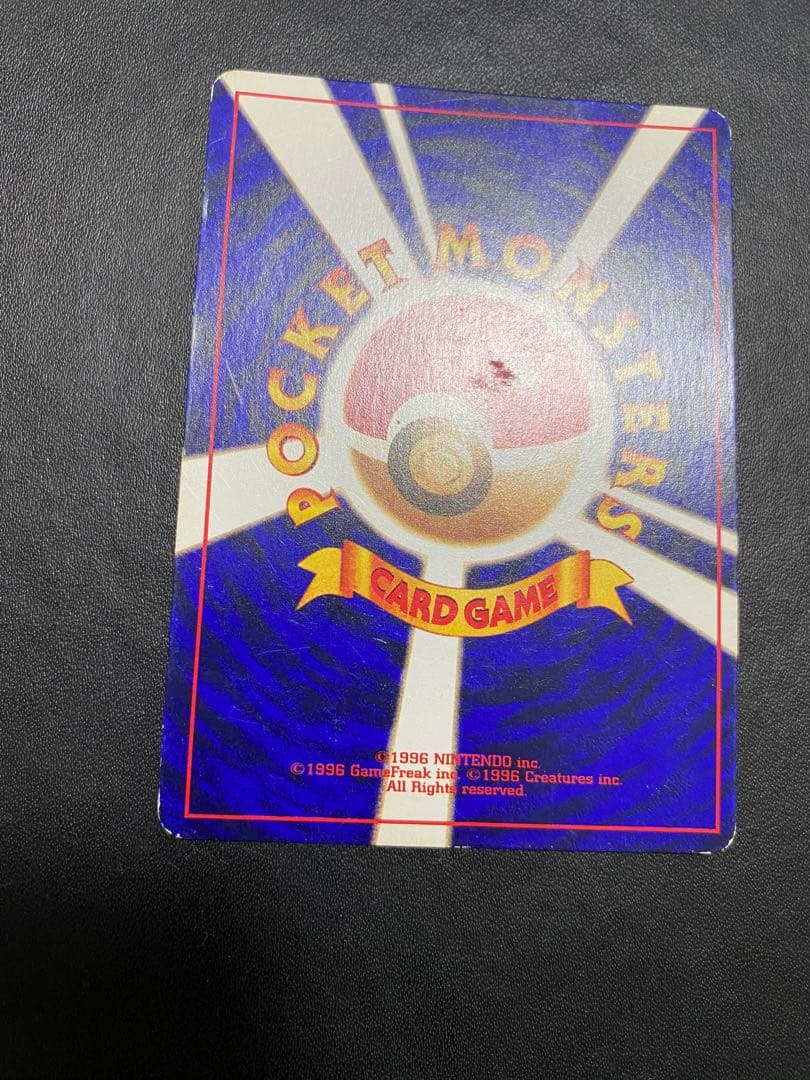 POCKET MONSTERS
CARD GAME
©1996 NINTENDO inc.
©1996 GameFreak inc. ©1996 Creatures inc.
All Rights reserved.